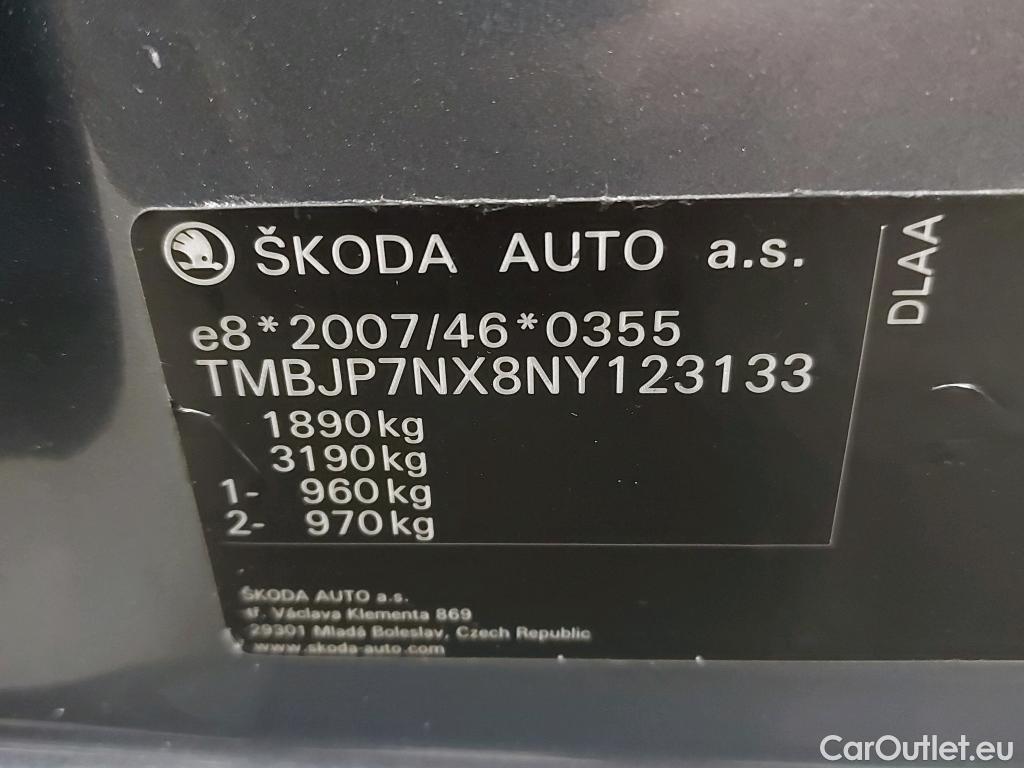 ŠKODA AUTO a.s.
e8*2007/46*0355
TMBJP7NX8NY123133
1890kg
3190kg
1- 960kg
2- 970kg
DLAA
ŠKODA AUTO a.s.
tř. Václava Klementa 869
29301 Mladá Boleslav, Czech Republic
www.skoda-auto.com
CarOutlet.eu